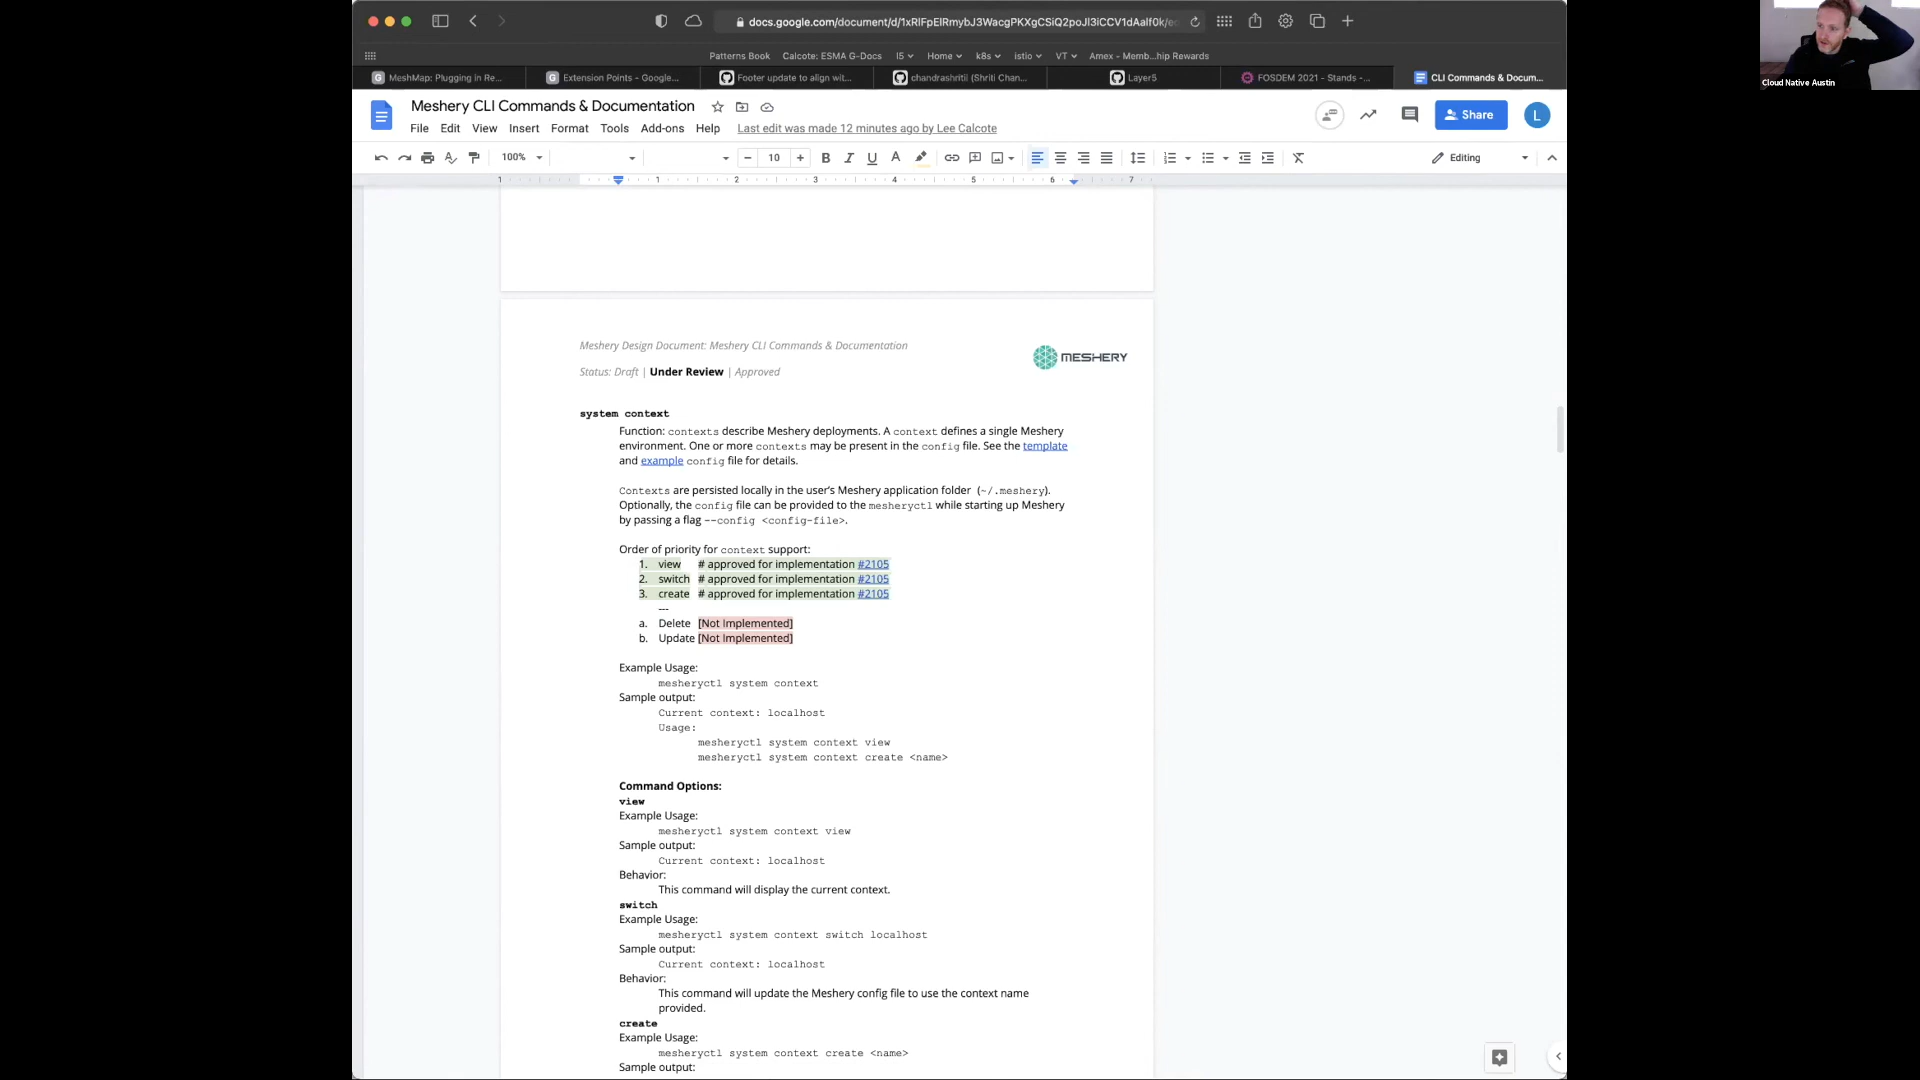 docs.google.com/document/d/1xRlFpElRmybJ3WacgPKXgCSiQ2poJl3iCCV1dAalf0k/e
Patterns Book Calcote: ESMA G-Docs l5 Home k8s istio VT Amex - Memb...hip Rewards
MeshMap: Plugging in Re... Extension Points - Google... Footer update to align wit... chandrashritii (Shriti Chan... Layer5 FOSDEM 2021 - Stands -... CLI Commands & Docum...
Cloud Native Austin
Meshery CLI Commands & Documentation
Share
L
File Edit View Insert Format Tools Add-ons Help Last edit was made 12 minutes ago by Lee Calcote
100% 10 Editing
1 1 2 3 4 5 6 7
Meshery Design Document: Meshery CLI Commands & Documentation
MESHERY
Status: Draft | Under Review | Approved
system context
Function: contexts describe Meshery deployments. A context defines a single Meshery
environment. One or more contexts may be present in the config file. See the template
and example config file for details.
Contexts are persisted locally in the user's Meshery application folder (~/.meshery).
Optionally, the config file can be provided to the mesheryctl while starting up Meshery
by passing a flag --config <config-file>.
Order of priority for context support:
1. view # approved for implementation #2105
2. switch # approved for implementation #2105
3. create # approved for implementation #2105
---
a. Delete [Not Implemented]
b. Update [Not Implemented]
Example Usage:
mesheryctl system context
Sample output:
Current context: localhost
Usage:
mesheryctl system context view
mesheryctl system context create <name>
Command Options:
view
Example Usage:
mesheryctl system context view
Sample output:
Current context: localhost
Behavior:
This command will display the current context.
switch
Example Usage:
mesheryctl system context switch localhost
Sample output:
Current context: localhost
Behavior:
This command will update the Meshery config file to use the context name
provided.
create
Example Usage:
mesheryctl system context create <name>
Sample output: